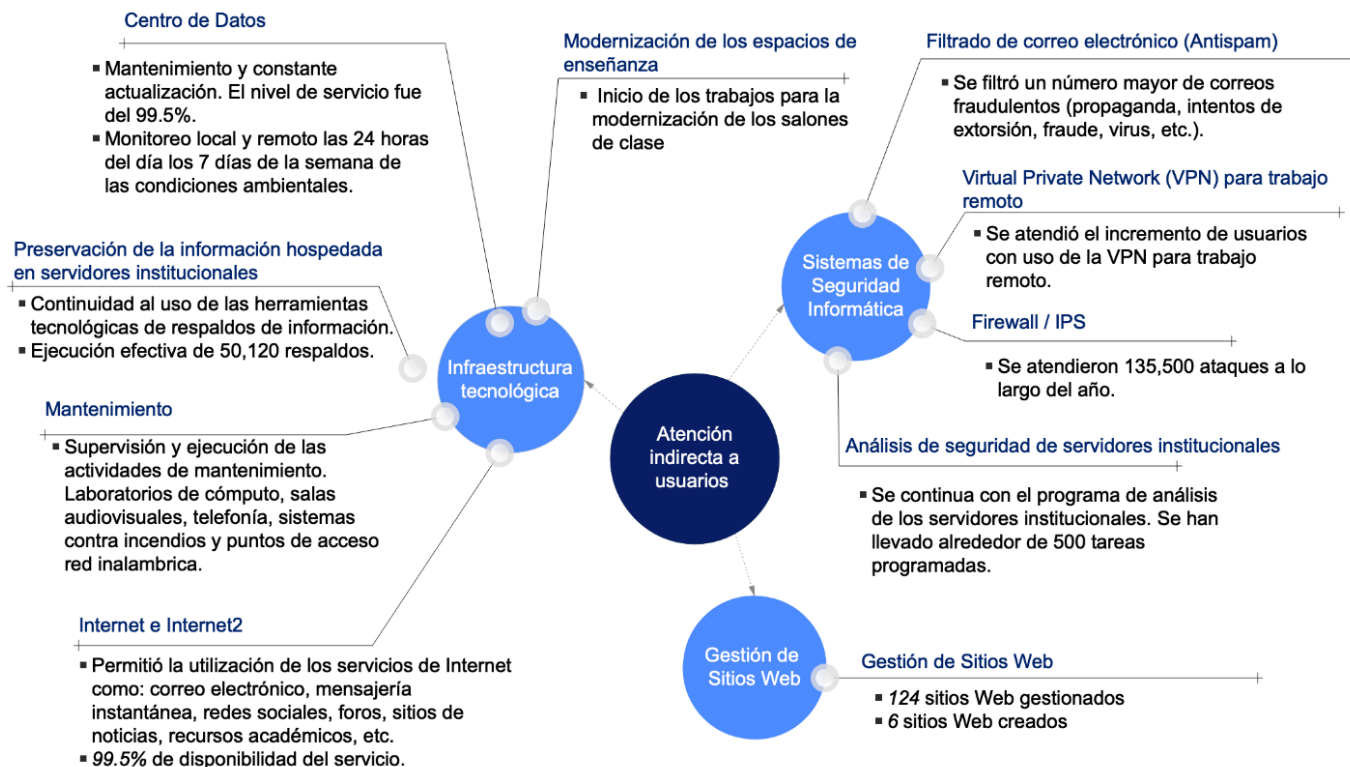 Centro de Datos
▪ Mantenimiento y constante
actualización. El nivel de servicio fue
del 99.5%.
▪ Monitoreo local y remoto las 24 horas
del día los 7 días de la semana de
las condiciones ambientales.
Modernización de los espacios de
enseñanza
▪ Inicio de los trabajos para la
modernización de los salones
de clase
Filtrado de correo electrónico (Antispam)
▪ Se filtró un número mayor de correos
fraudulentos (propaganda, intentos de
extorsión, fraude, virus, etc.).
Virtual Private Network (VPN) para trabajo
remoto
▪ Se atendió el incremento de usuarios
con uso de la VPN para trabajo
remoto.
Preservación de la información hospedada
en servidores institucionales
▪ Continuidad al uso de las herramientas
tecnológicas de respaldos de información.
▪ Ejecución efectiva de 50,120 respaldos.
Sistemas de
Seguridad
Informática
Firewall / IPS
▪ Se atendieron 135,500 ataques a lo
largo del año.
Infraestructura
tecnológica
Mantenimiento
▪ Supervisión y ejecución de las
actividades de mantenimiento.
Laboratorios de cómputo, salas
audiovisuales, telefonía, sistemas
contra incendios y puntos de acceso
red inalambrica.
Atención
indirecta a
usuarios
Análisis de seguridad de servidores institucionales
▪ Se continua con el programa de análisis
de los servidores institucionales. Se han
llevado alrededor de 500 tareas
programadas.
Internet e Internet2
▪ Permitió la utilización de los servicios de Internet
como: correo electrónico, mensajería
instantánea, redes sociales, foros, sitios de
noticias, recursos académicos, etc.
▪ 99.5% de disponibilidad del servicio.
Gestión de
Sitios Web
Gestión de Sitios Web
▪ 124 sitios Web gestionados
▪ 6 sitios Web creados